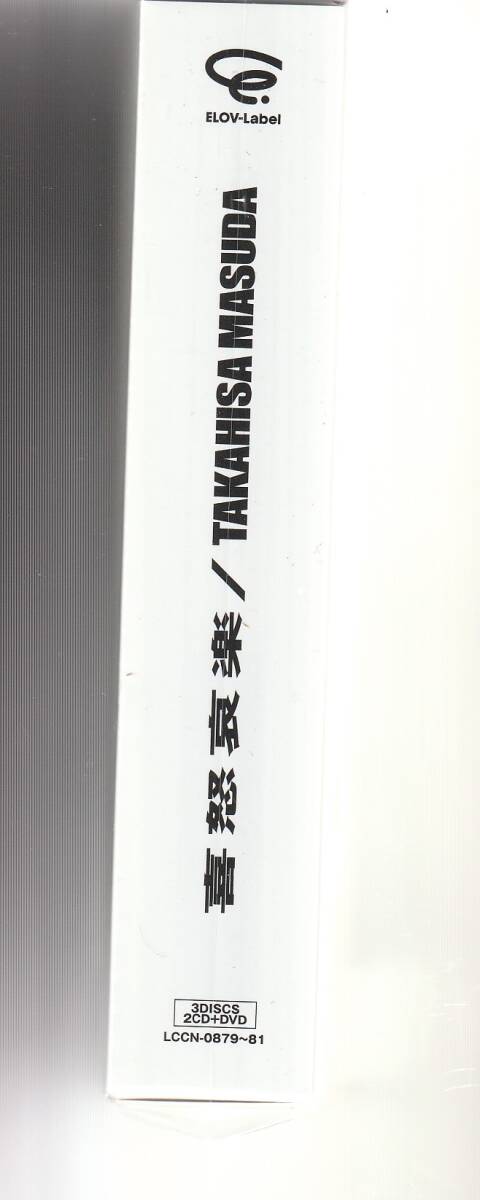 ELOV-Label
喜怒哀楽 / TAKAHISA MASUDA
3DISCS
2CD+DVD
LCCN-0879~81